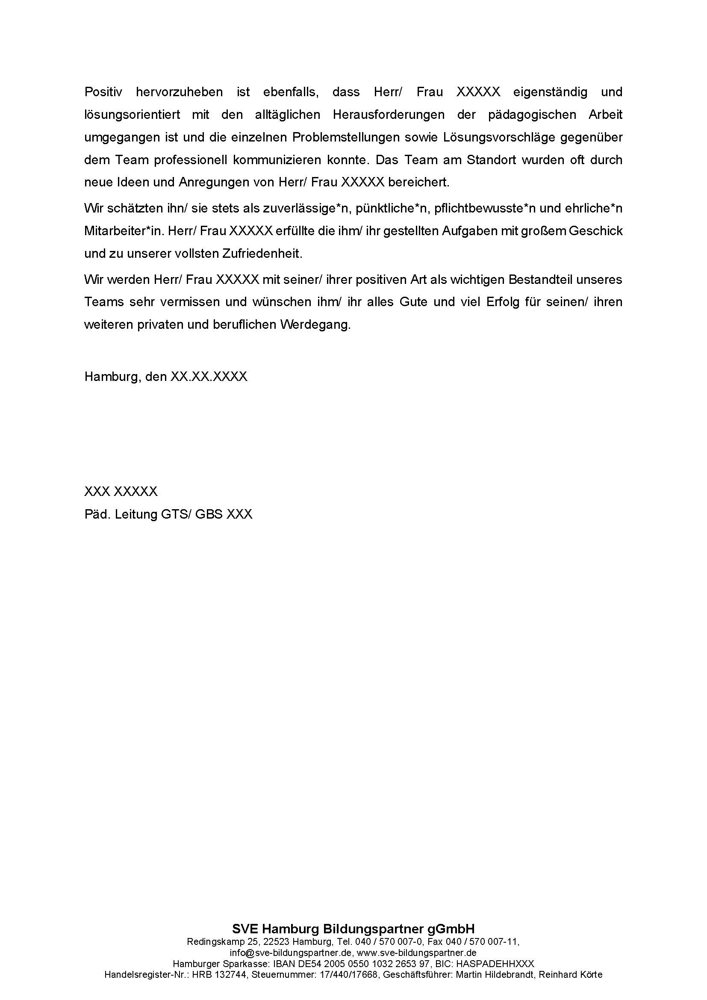 Positiv hervorzuheben ist ebenfalls, dass Herr/ Frau XXXXX eigenständig und
lösungsorientiert mit den alltäglichen Herausforderungen der pädagogischen Arbeit
umgegangen ist und die einzelnen Problemstellungen sowie Lösungsvorschläge gegenüber
dem Team professionell kommunizieren konnte. Das Team am Standort wurden oft durch
neue Ideen und Anregungen von Herr/ Frau XXXXX bereichert.
Wir schätzten ihn/ sie stets als zuverlässige*n, pünktliche*n, pflichtbewusste*n und ehrliche*n
Mitarbeiter*in. Herr/ Frau XXXXX erfüllte die ihm/ ihr gestellten Aufgaben mit großem Geschick
und zu unserer vollsten Zufriedenheit.
Wir werden Herr/ Frau XXXXX mit seiner/ ihrer positiven Art als wichtigen Bestandteil unseres
Teams sehr vermissen und wünschen ihm/ ihr alles Gute und viel Erfolg für seinen/ ihren
weiteren privaten und beruflichen Werdegang.
Hamburg, den XX.XX.XXXX
XXX XXXXX
Päd. Leitung GTS/ GBS XXX
SVE Hamburg Bildungspartner gGmbH
Redingskamp 25, 22523 Hamburg, Tel. 040 / 570 007-0, Fax 040 / 570 007-11,
info@sve-bildungspartner.de, www.sve-bildungspartner.de
Hamburger Sparkasse: IBAN DE54 2005 0550 1032 2653 97, BIC: HASPADEHHXXX
Handelsregister-Nr.: HRB 132744, Steuernummer: 17/440/17668, Geschäftsführer: Martin Hildebrandt, Reinhard Körte